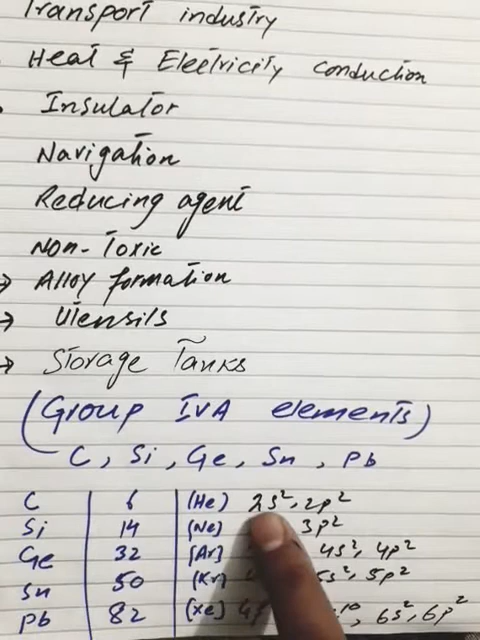 Transport industry
Heat & Electricity conduction
Insulator
Navigation
Reducing agent
Non-Toxic
→ Alloy formation
→ Utensils
→ Storage Tanks
(Group IVA elements)
C, Si, Ge, Sn, Pb
C 6 (He) 2s², 2p²
Si 14 [Ne] 3p²
Ge 32 [Ar] 4s², 4p²
Sn 50 [Kr] 5s², 5p²
Pb 82 (Xe) 6s², 6p²